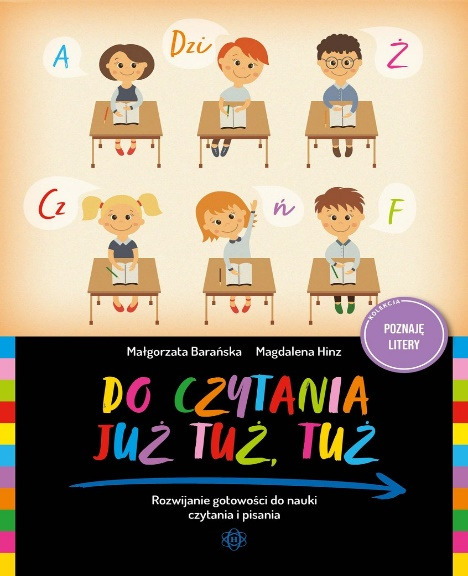 A
Dzi
Ż
Cz
ń
F
KOLEKCJA
POZNAJĘ
LITERY
Małgorzata Barańska Magdalena Hinz
DO CZYTANIA
JUŻ TUŻ, TUŻ
Rozwijanie gotowości do nauki
czytania i pisania
H